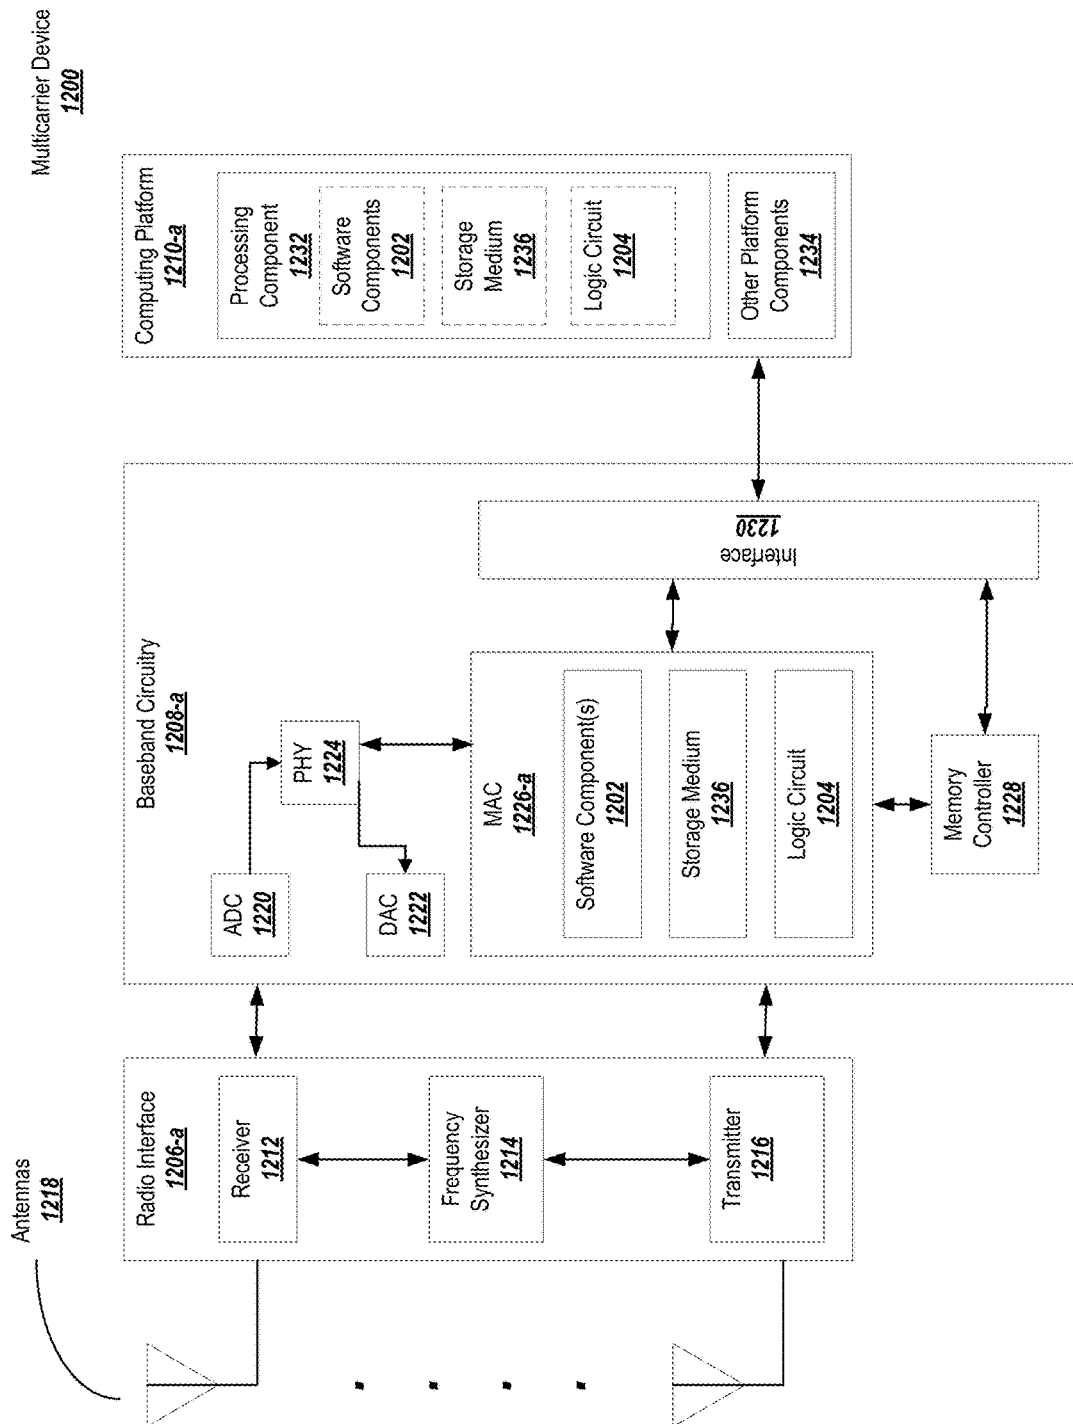 Multicarrier Device
1200
Antennas
1218
Radio Interface
1206-a
Receiver
1212
Frequency
Synthesizer
1214
Transmitter
1216
Baseband Circuitry
1208-a
ADC
1220
PHY
1224
DAC
1222
MAC
1226-a
Software Component(s)
1202
Storage Medium
1236
Logic Circuit
1204
Memory
Controller
1228
Interface
1230
Computing Platform
1210-a
Processing
Component
1232
Software
Components
1202
Storage
Medium
1236
Logic Circuit
1204
Other Platform
Components
1234